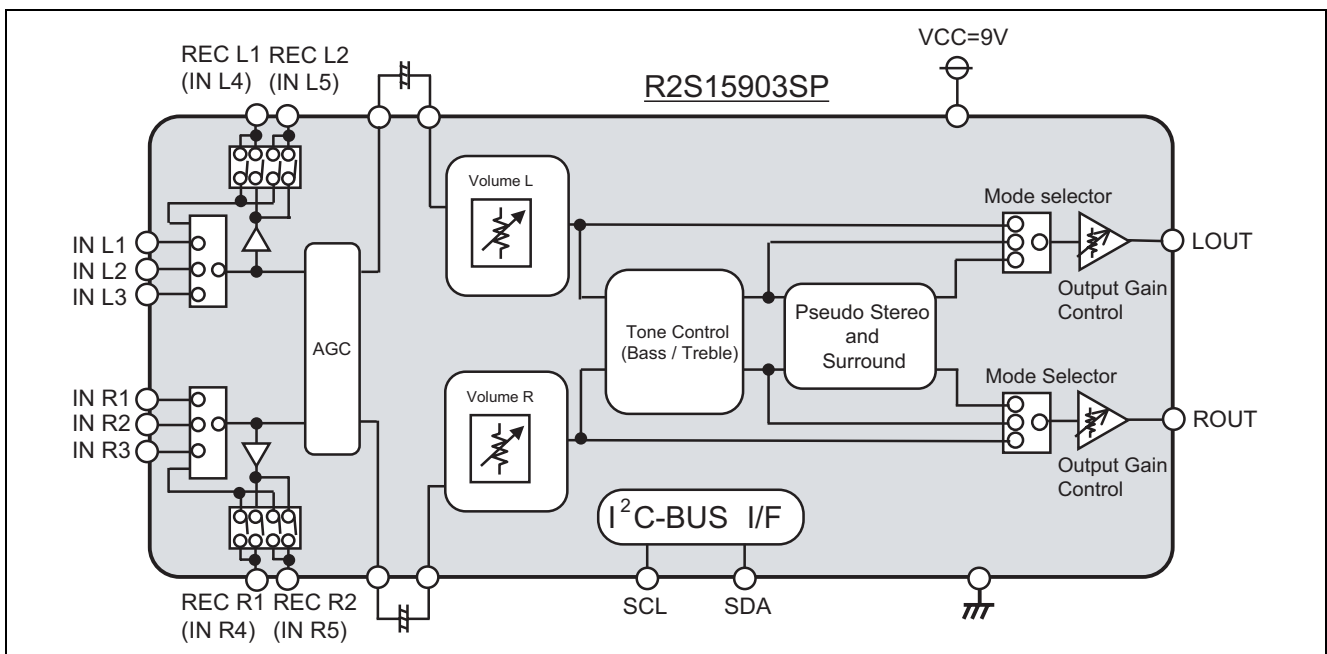 REC L1 REC L2
(IN L4) (IN L5)
VCC=9V
R2S15903SP
Volume L
Mode selector
IN L1
IN L2
IN L3
LOUT
Output Gain
Control
AGC
Tone Control
(Bass / Treble)
Pseudo Stereo
and
Surround
Volume R
Mode Selector
IN R1
IN R2
IN R3
ROUT
Output Gain
Control
I²C-BUS I/F
REC R1 REC R2
(IN R4) (IN R5)
SCL
SDA